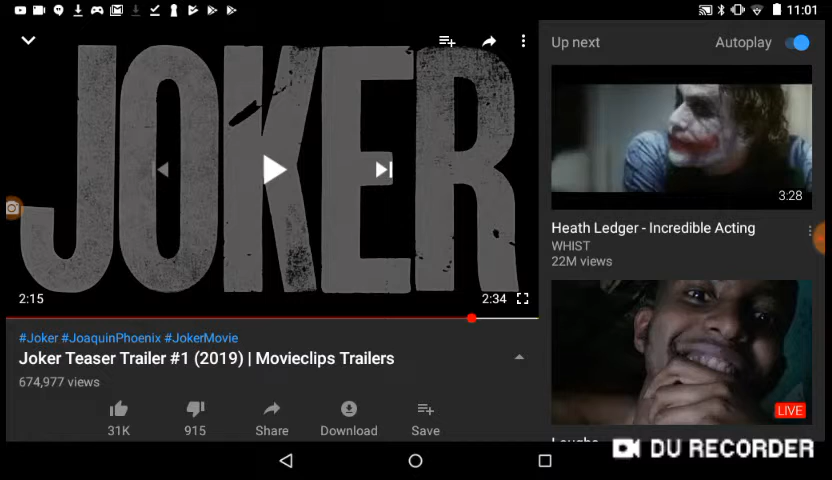 11:01
JOKER
2:15
2:34
#Joker #JoaquinPhoenix #JokerMovie
Joker Teaser Trailer #1 (2019) | Movieclips Trailers
674,977 views
31K
915
Share
Download
Save
Up next
Autoplay
3:28
Heath Ledger - Incredible Acting
WHIST
22M views
LIVE
DU RECORDER